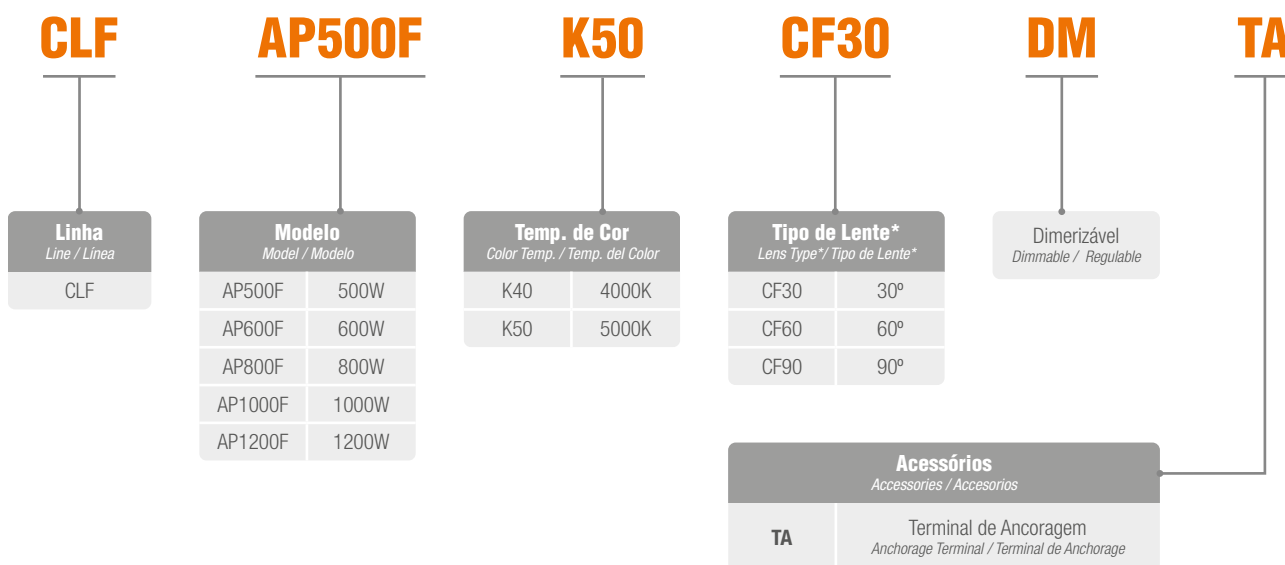 CLF AP500F K50 CF30 DM TA
Linha
Line / Línea
CLF
Modelo
Model / Modelo
AP500F 500W
AP600F 600W
AP800F 800W
AP1000F 1000W
AP1200F 1200W
Temp. de Cor
Color Temp. / Temp. del Color
K40 4000K
K50 5000K
Tipo de Lente*
Lens Type*/ Tipo de Lente*
CF30 30º
CF60 60º
CF90 90º
Dimerizável
Dimmable / Regulable
Acessórios
Accessories / Accesorios
TA Terminal de Ancoragem
Anchorage Terminal / Terminal de Anchorage